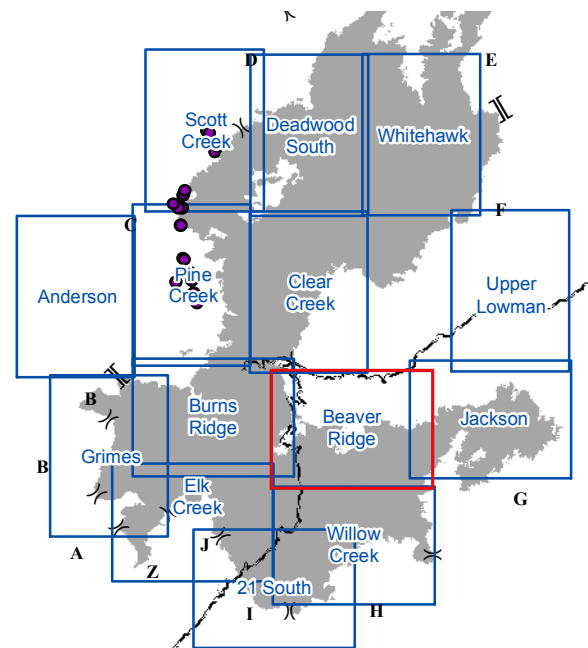 D
E
Scott
Creek
Deadwood
South
Whitehawk
C
F
Anderson
Pine
Creek
Clear
Creek
Upper
Lowman
B
Burns
Ridge
Beaver
Ridge
Jackson
B
Grimes
Elk
Creek
G
A
Z
J
Willow
Creek
21 South
I
H